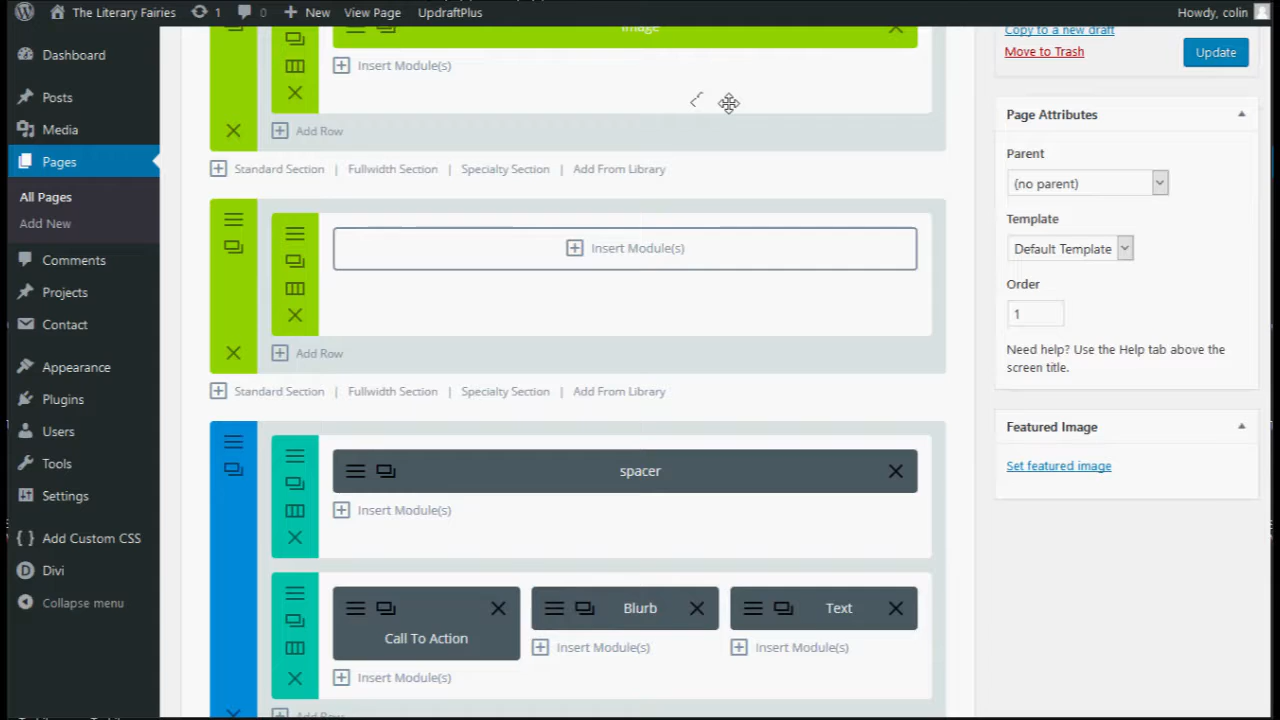 The Literary Fairies 1 0 New View Page UpdraftPlus Howdy, colin
Dashboard
Posts
Media
Pages
All Pages
Add New
Comments
Projects
Contact
Appearance
Plugins
Users
Tools
Settings
Add Custom CSS
Divi
Collapse menu
Image
Insert Module(s)
Add Row
Standard Section | Fullwidth Section | Specialty Section | Add From Library
Insert Module(s)
Add Row
Standard Section | Fullwidth Section | Specialty Section | Add From Library
spacer
Insert Module(s)
Call To Action
Insert Module(s)
Blurb
Insert Module(s)
Text
Insert Module(s)
Add Row
Copy to a new draft
Move to Trash
Update
Page Attributes
Parent
(no parent)
Template
Default Template
Order
1
Need help? Use the Help tab above the
screen title.
Featured Image
Set featured image